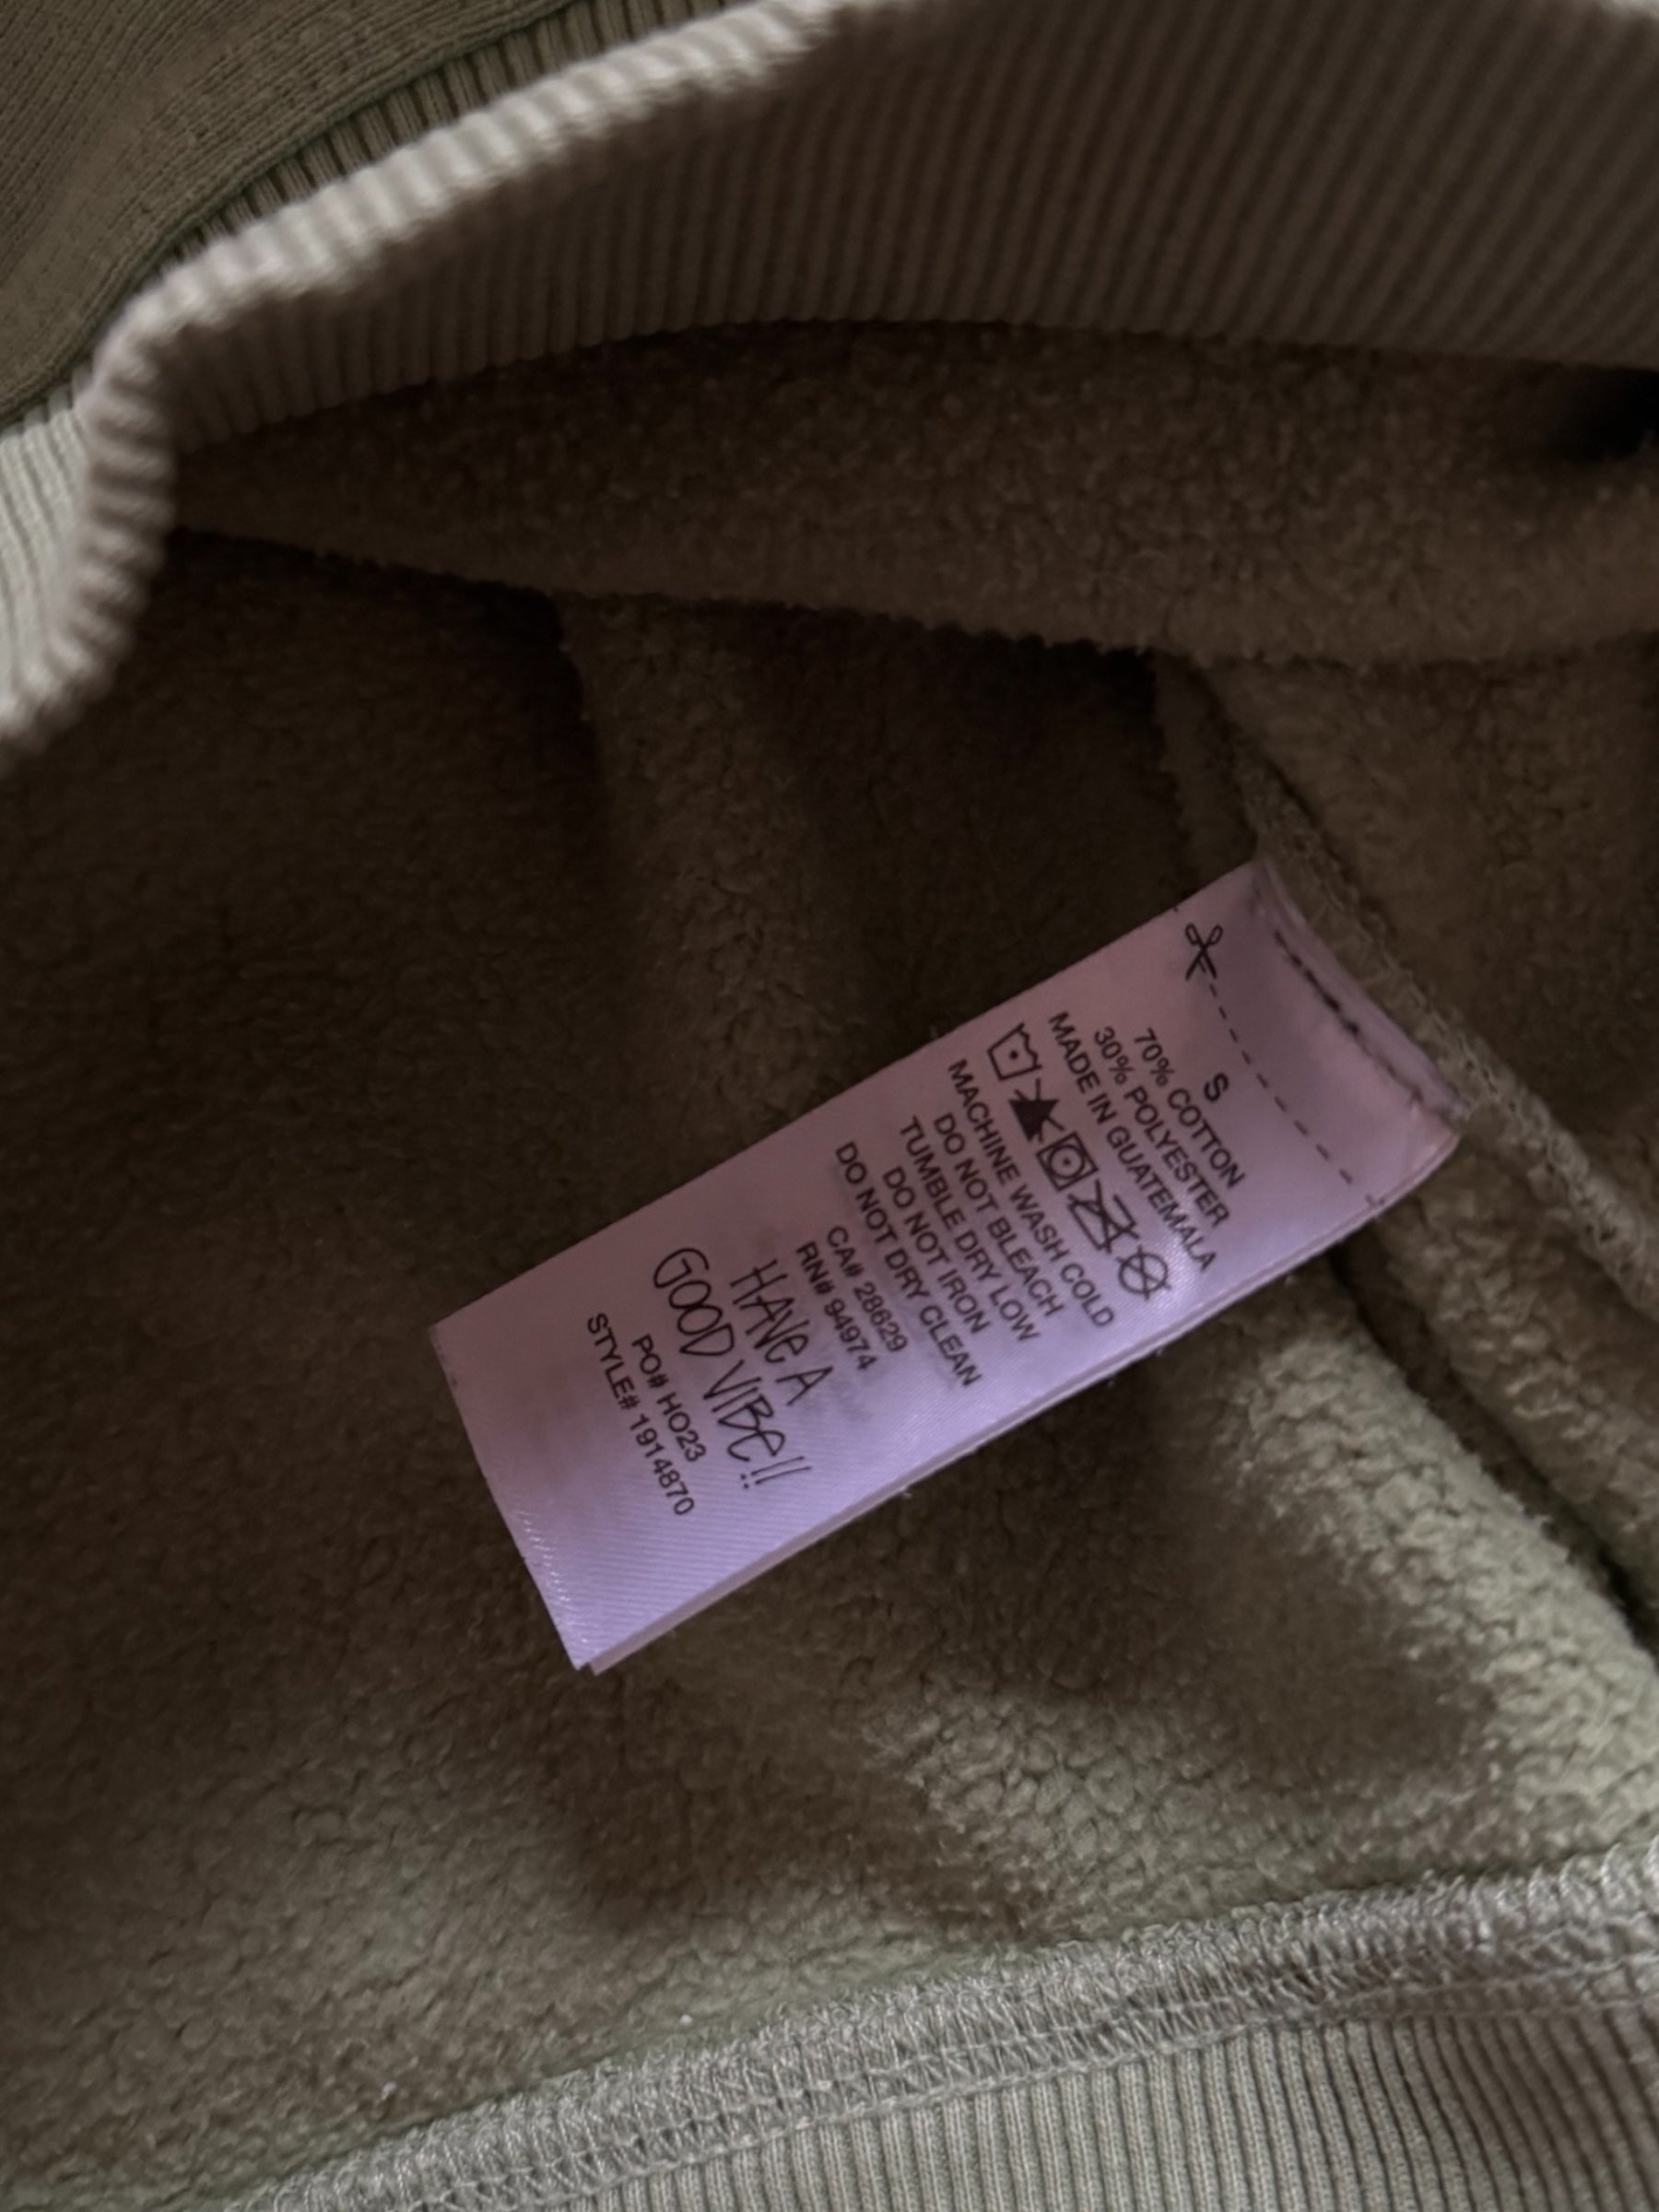 S
70% COTTON
30% POLYESTER
MADE IN GUATEMALA
MACHINE WASH COLD
DO NOT BLEACH
TUMBLE DRY LOW
DO NOT IRON
DO NOT DRY CLEAN
CA# 28629
RN# 94974
HAVE A
GOOD VIBE!!
PO# HO23
STYLE# 1914870